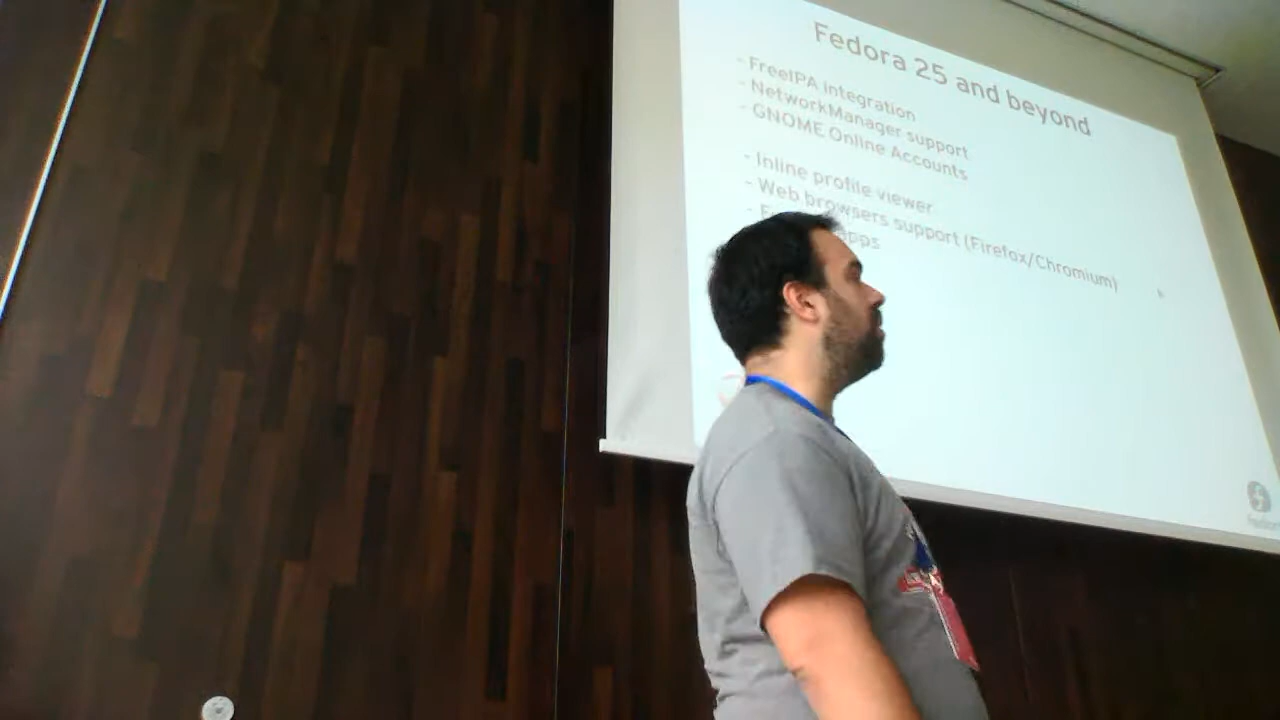 Fedora 25 and beyond
- FreeIPA integration
- NetworkManager support
- GNOME Online Accounts
- Inline profile viewer
- Web browsers support (Firefox/Chromium)
- apps